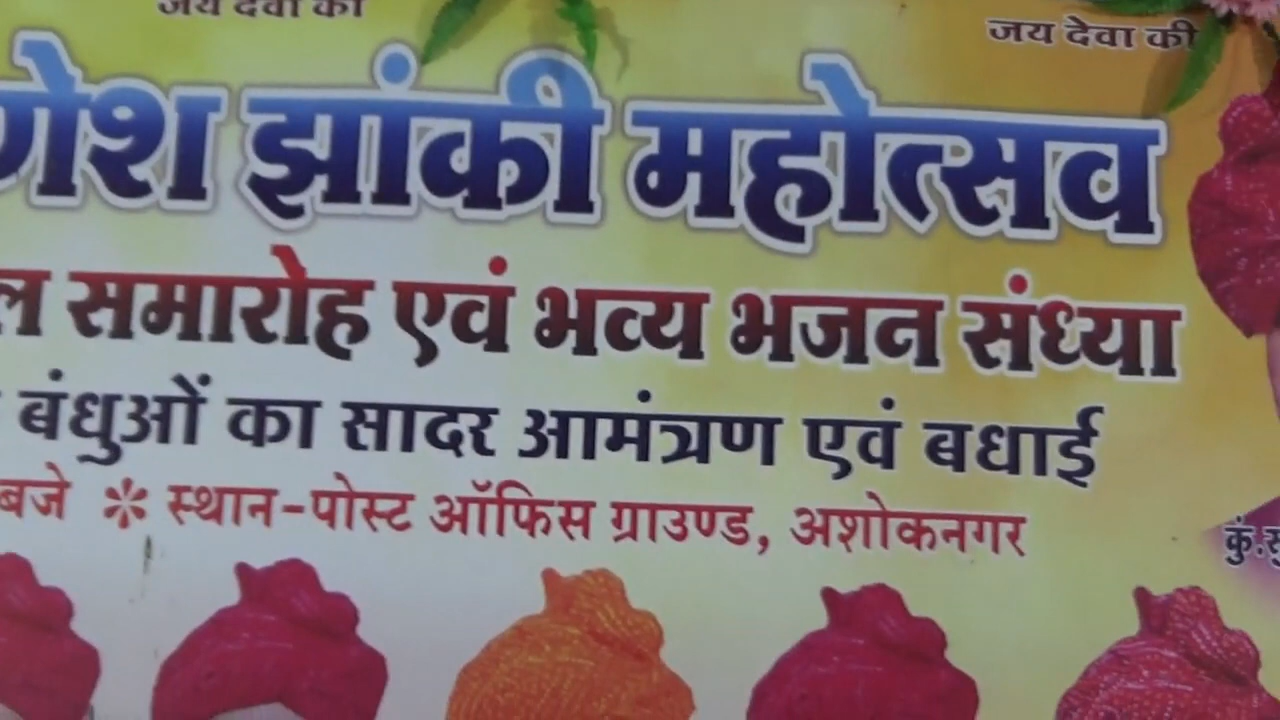 जय देवा की
जय देवा की
झांकी महोत्सव
समारोह एवं भव्य भजन संध्या
बंधुओं का सादर आमंत्रण एवं बधाई
बजे * स्थान-पोस्ट ऑफिस ग्राउण्ड, अशोकनगर
कुं.